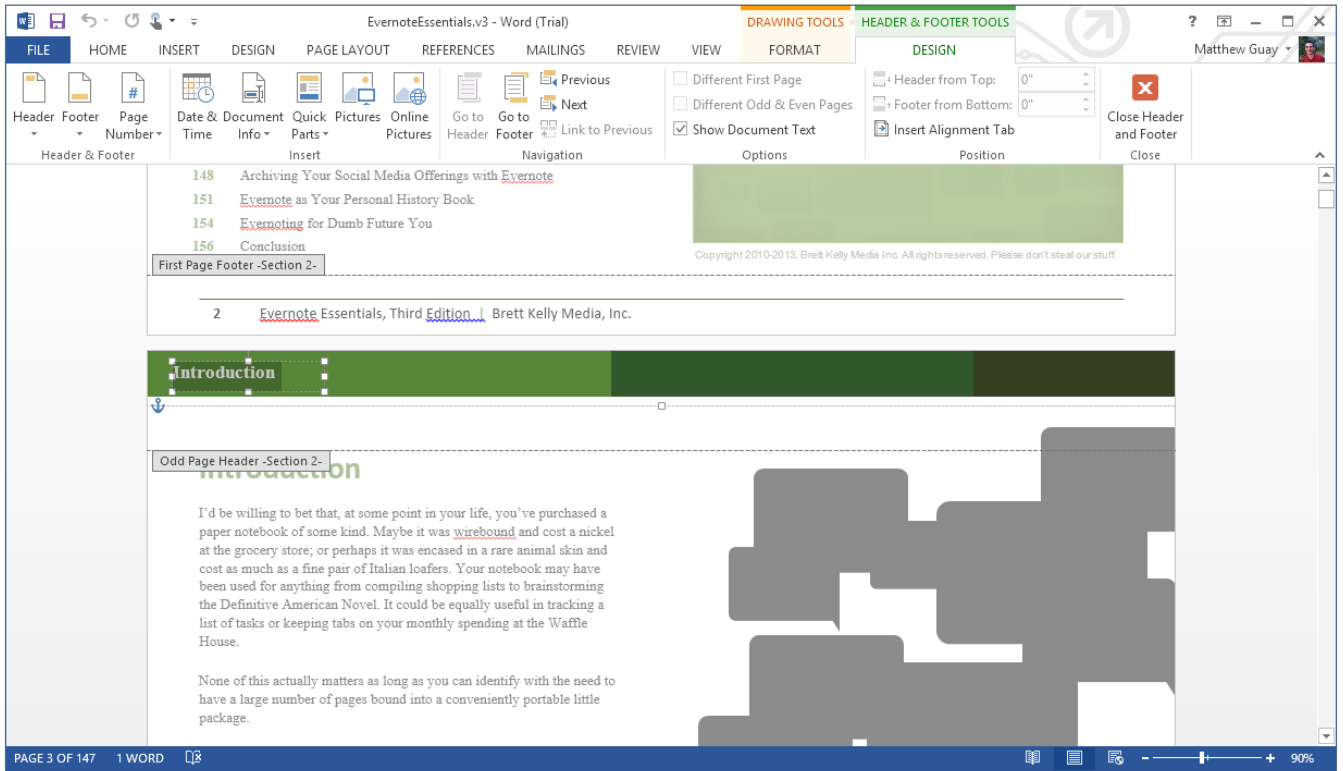 EvernoteEssentials.v3 - Word (Trial)
DRAWING TOOLS
HEADER & FOOTER TOOLS
FILE HOME INSERT DESIGN PAGE LAYOUT REFERENCES MAILINGS REVIEW VIEW FORMAT DESIGN Matthew Guay
Header
Footer
Page Number
Header & Footer
Date & Time
Document Info
Quick Parts
Pictures
Online Pictures
Insert
Go to Header
Go to Footer
Previous
Next
Link to Previous
Navigation
Different First Page
Different Odd & Even Pages
Show Document Text
Options
Header from Top: 0"
Footer from Bottom: 0"
Insert Alignment Tab
Position
Close Header and Footer
Close
148 Archiving Your Social Media Offerings with Evernote
151 Evernote as Your Personal History Book
154 Evernoting for Dumb Future You
156 Conclusion
Copyright 2010-2013, Brett Kelly Media Inc. All rights reserved. Please don't steal our stuff.
First Page Footer -Section 2-
2 Evernote Essentials, Third Edition | Brett Kelly Media, Inc.
Introduction
Odd Page Header -Section 2-
Introduction
I'd be willing to bet that, at some point in your life, you've purchased a
paper notebook of some kind. Maybe it was wirebound and cost a nickel
at the grocery store; or perhaps it was encased in a rare animal skin and
cost as much as a fine pair of Italian loafers. Your notebook may have
been used for anything from compiling shopping lists to brainstorming
the Definitive American Novel. It could be equally useful in tracking a
list of tasks or keeping tabs on your monthly spending at the Waffle
House.
None of this actually matters as long as you can identify with the need to
have a large number of pages bound into a conveniently portable little
package.
PAGE 3 OF 147 1 WORD 90%